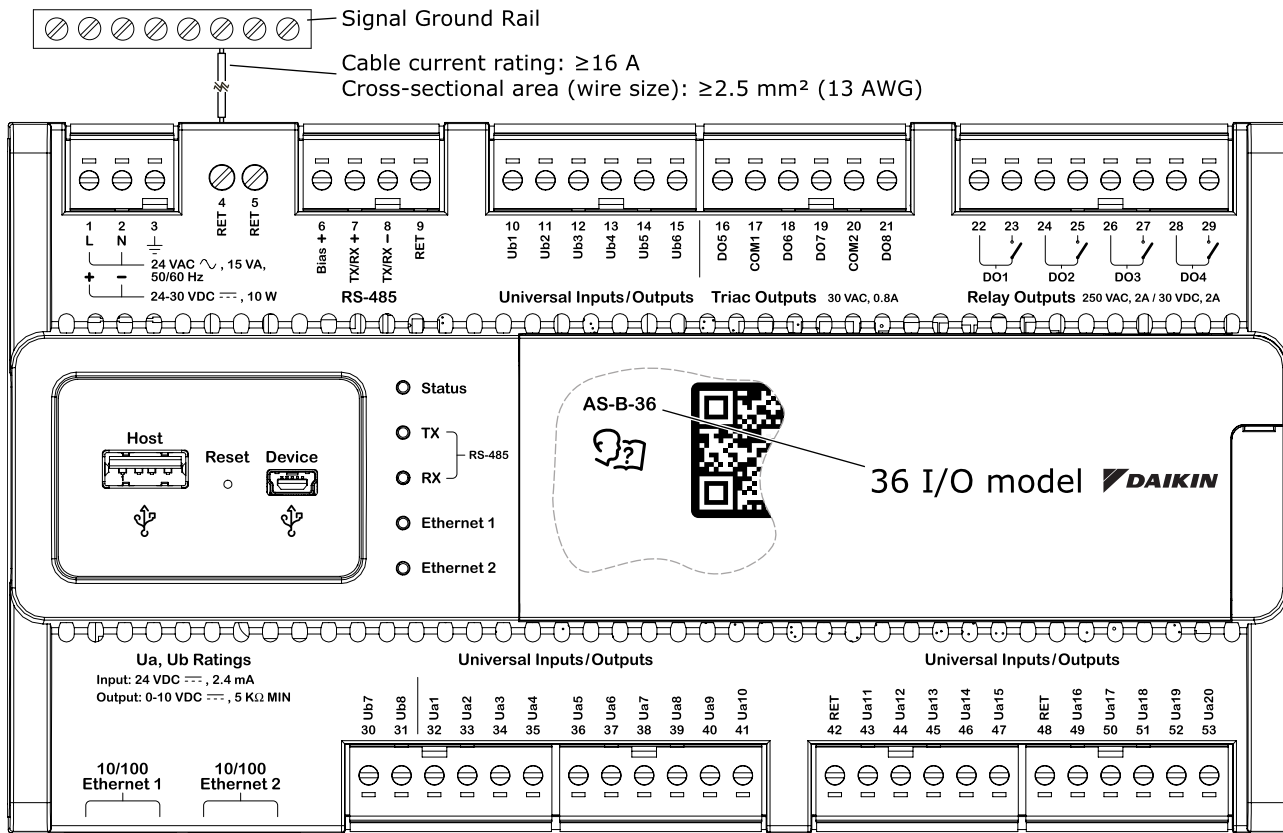 Signal Ground Rail
Cable current rating: ≥16 A
Cross-sectional area (wire size): ≥2.5 mm² (13 AWG)
1 2 3
L N
24 VAC, 15 VA,
50/60 Hz
+ −
24-30 VDC, 10 W
4 RET
5 RET
6 Bias +
7 TX/RX +
8 TX/RX −
9 RET
RS-485
10 Ub1
11 Ub2
12 Ub3
13 Ub4
14 Ub5
15 Ub6
Universal Inputs/Outputs
16 DO5
17 COM1
18 DO6
19 DO7
20 COM2
21 DO8
Triac Outputs 30 VAC, 0.8A
22 23 24 25 26 27 28 29
DO1 DO2 DO3 DO4
Relay Outputs 250 VAC, 2A / 30 VDC, 2A
Host
Reset
Device
Status
TX
RX
RS-485
Ethernet 1
Ethernet 2
AS-B-36
?
36 I/O model
DAIKIN
Ua, Ub Ratings
Input: 24 VDC, 2.4 mA
Output: 0-10 VDC, 5 KΩ MIN
10/100
Ethernet 1
10/100
Ethernet 2
Universal Inputs/Outputs
30 Ub7
31 Ub8
32 Ua1
33 Ua2
34 Ua3
35 Ua4
36 Ua5
37 Ua6
38 Ua7
39 Ua8
40 Ua9
41 Ua10
Universal Inputs/Outputs
42 RET
43 Ua11
44 Ua12
45 Ua13
46 Ua14
47 Ua15
48 RET
49 Ua16
50 Ua17
51 Ua18
52 Ua19
53 Ua20